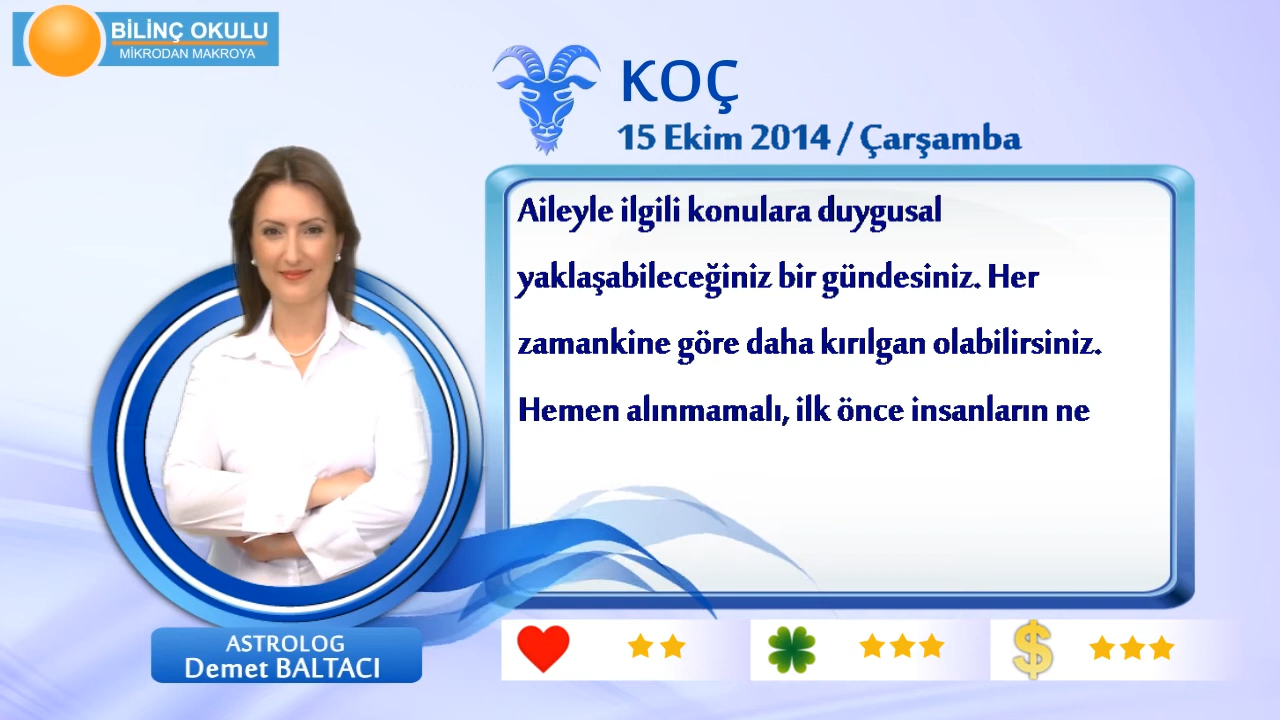 BİLİNÇ OKULU
MİKRODAN MAKROYA
KOÇ
15 Ekim 2014 / Çarşamba
Aileyle ilgili konulara duygusal
yaklaşabileceğiniz bir gündesiniz. Her
zamankine göre daha kırılgan olabilirsiniz.
Hemen alınmamalı, ilk önce insanların ne
ASTROLOG
Demet BALTACI
$